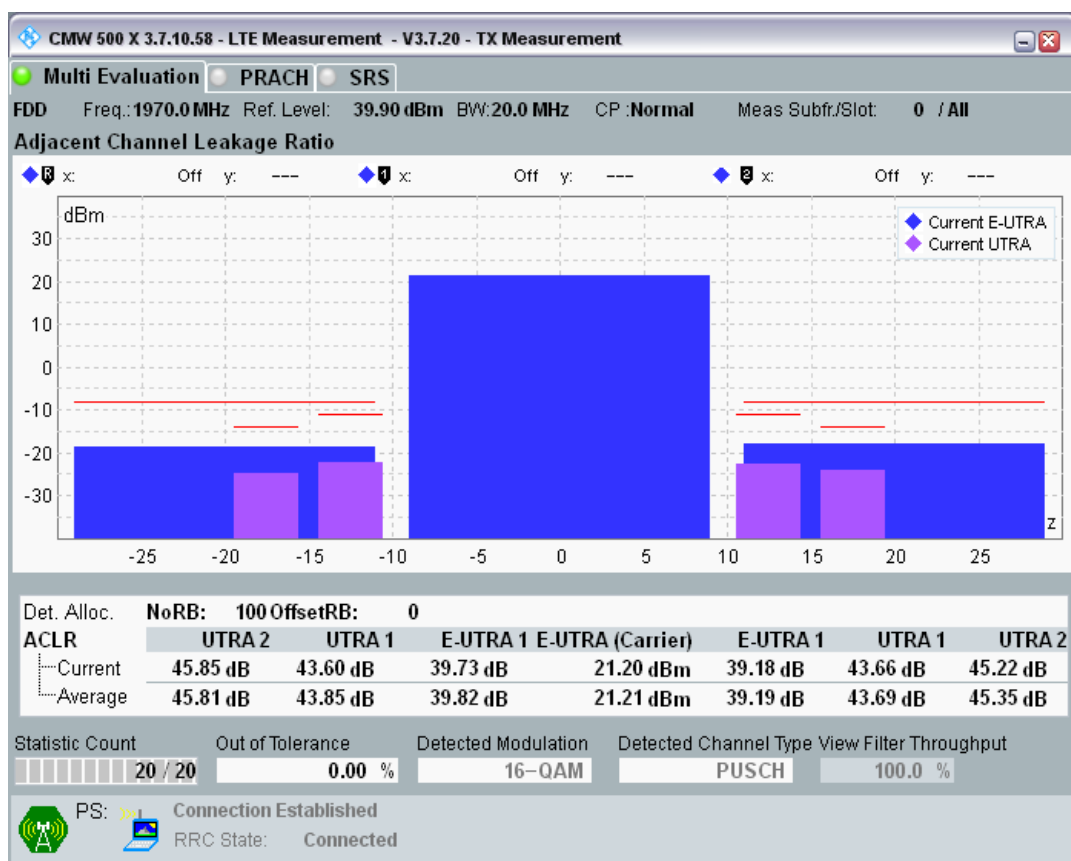 CMW 500 X 3.7.10.58 - LTE Measurement - V3.7.20 - TX Measurement
Multi Evaluation PRACH SRS
FDD Freq.: 1970.0 MHz Ref. Level: 39.90 dBm BW: 20.0 MHz CP : Normal Meas Subfr./Slot: 0 / All
Adjacent Channel Leakage Ratio
R x: Off y: --- 1 x: Off y: --- 2 x: Off y: ---
dBm
Current E-UTRA
Current UTRA
30
20
10
0
-10
-20
-30
z
-25 -20 -15 -10 -5 0 5 10 15 20 25
Det. Alloc. NoRB: 100 OffsetRB: 0
ACLR UTRA 2 UTRA 1 E-UTRA 1 E-UTRA (Carrier) E-UTRA 1 UTRA 1 UTRA 2
Current 45.85 dB 43.60 dB 39.73 dB 21.20 dBm 39.18 dB 43.66 dB 45.22 dB
Average 45.81 dB 43.85 dB 39.82 dB 21.21 dBm 39.19 dB 43.69 dB 45.35 dB
Statistic Count Out of Tolerance Detected Modulation Detected Channel Type View Filter Throughput
20 / 20 0.00 % 16-QAM PUSCH 100.0 %
PS: Connection Established
RRC State: Connected